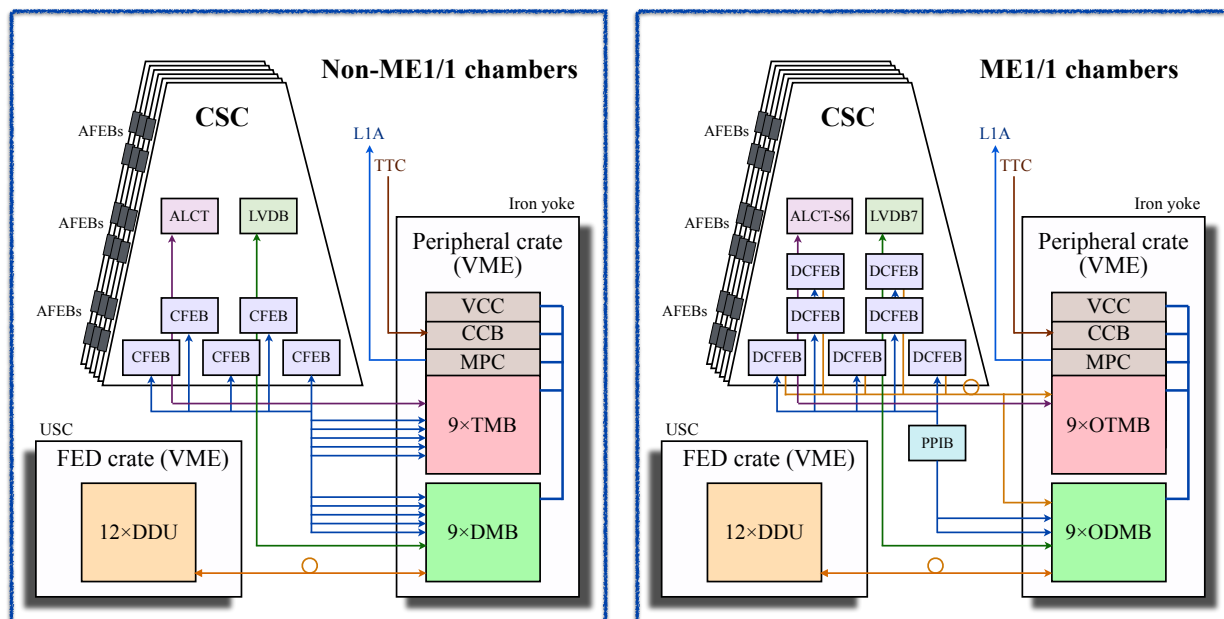 Non-ME1/1 chambers
CSC
AFEBs
L1A
TTC
AFEBs
ALCT
LVDB
Iron yoke
Peripheral crate
(VME)
AFEBs
CFEB
CFEB
VCC
CCB
MPC
CFEB
CFEB
CFEB
9×TMB
USC
FED crate (VME)
12×DDU
9×DMB
ME1/1 chambers
CSC
AFEBs
L1A
TTC
AFEBs
ALCT-S6
LVDB7
Iron yoke
Peripheral crate
(VME)
DCFEB
DCFEB
AFEBs
DCFEB
DCFEB
VCC
CCB
MPC
DCFEB
DCFEB
DCFEB
9×OTMB
PPIB
USC
FED crate (VME)
12×DDU
9×ODMB